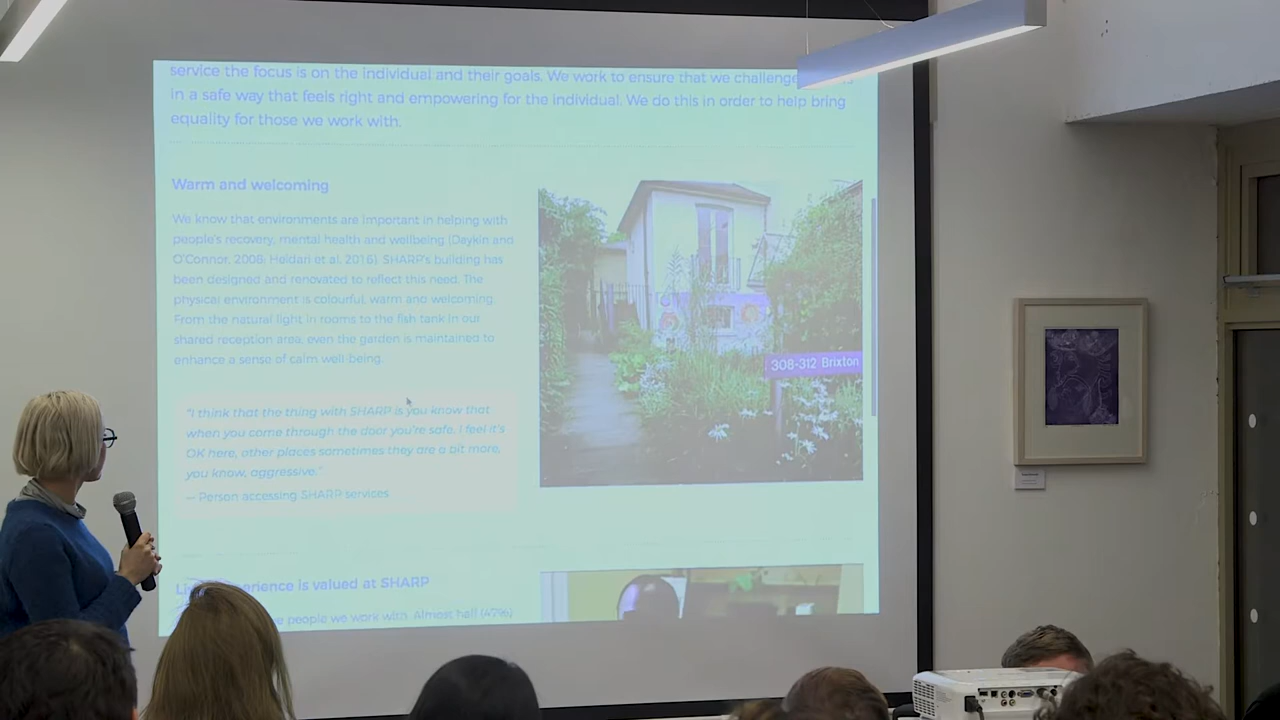 service the focus is on the individual and their goals. We work to ensure that we challenge
in a safe way that feels right and empowering for the individual. We do this in order to help bring
equality for those we work with.
Warm and welcoming
We know that environments are important in helping with
people's recovery, mental health and wellbeing (Daykin and
O'Connor, 2008; Heidari et al, 2016). SHARP's building has
been designed and renovated to reflect this need. The
physical environment is colourful, warm and welcoming.
From the natural light in rooms to the fish tank in our
shared reception area, even the garden is maintained to
enhance a sense of calm well-being.
308-312 Brixton
"I think that the thing with SHARP is you know that
when you come through the door you're safe, I feel it's
OK here, other places sometimes they are a bit more,
you know, aggressive."
— Person accessing SHARP services
is valued at SHARP
people we work with. Almost half (47%)